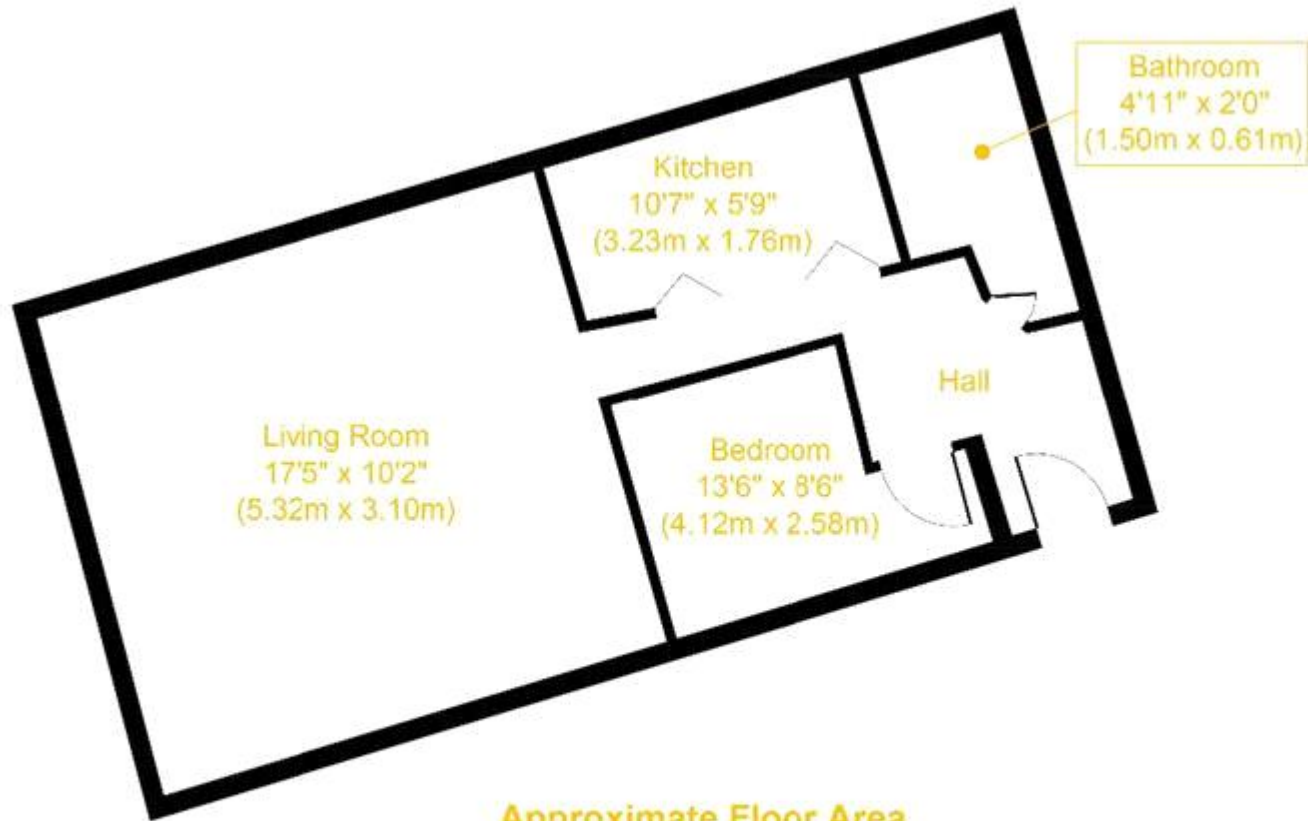 Bathroom
4'11" x 2'0"
(1.50m x 0.61m)
Kitchen
10'7" x 5'9"
(3.23m x 1.76m)
Hall
Living Room
17'5" x 10'2"
(5.32m x 3.10m)
Bedroom
13'6" x 8'6"
(4.12m x 2.58m)
Approximate Floor Area